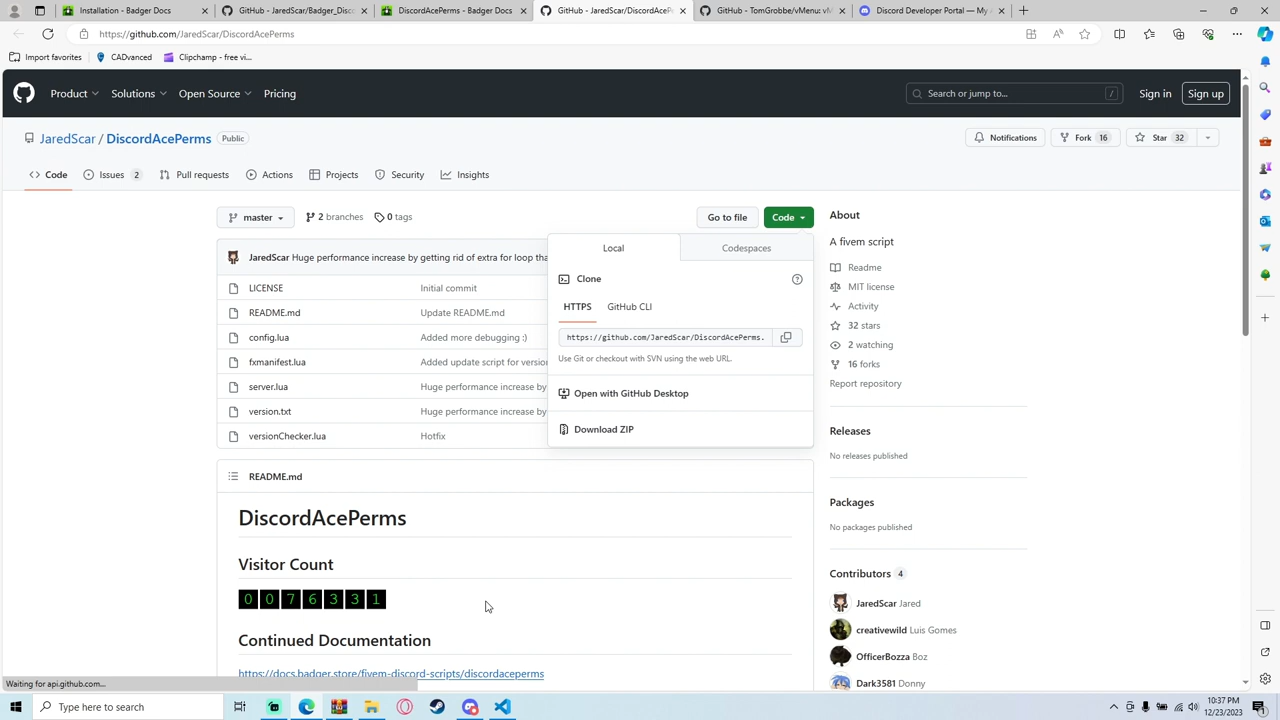 Installation - Badger Docs
GitHub - JaredScar/Badger_Disc
DiscordAcePerms - Badger Docs
GitHub - JaredScar/DiscordAcePe
GitHub - TomGrobbe/vMenu: vM
Discord Developer Portal — My A
https://github.com/JaredScar/DiscordAcePerms
Import favorites
CADvanced
Clipchamp - free vi...
Product
Solutions
Open Source
Pricing
Search or jump to...
/
Sign in
Sign up
JaredScar / DiscordAcePerms
Public
Notifications
Fork 16
Star 32
Code
Issues 2
Pull requests
Actions
Projects
Security
Insights
master
2 branches
0 tags
Go to file
Code
JaredScar Huge performance increase by getting rid of extra for loop tha
LICENSE
Initial commit
README.md
Update README.md
config.lua
Added more debugging :)
fxmanifest.lua
Added update script for version
server.lua
Huge performance increase by
version.txt
Huge performance increase by
versionChecker.lua
Hotfix
Local
Codespaces
Clone
HTTPS
GitHub CLI
https://github.com/JaredScar/DiscordAcePerms.
Use Git or checkout with SVN using the web URL.
Open with GitHub Desktop
Download ZIP
README.md
DiscordAcePerms
Visitor Count
0 0 7 6 3 3 1
Continued Documentation
https://docs.badger.store/fivem-discord-scripts/discordaceperms
About
A fivem script
Readme
MIT license
Activity
32 stars
2 watching
16 forks
Report repository
Releases
No releases published
Packages
No packages published
Contributors 4
JaredScar Jared
creativewild Luis Gomes
OfficerBozza Boz
Dark3581 Donny
Waiting for api.github.com...
Type here to search
10:37 PM
12/23/2023